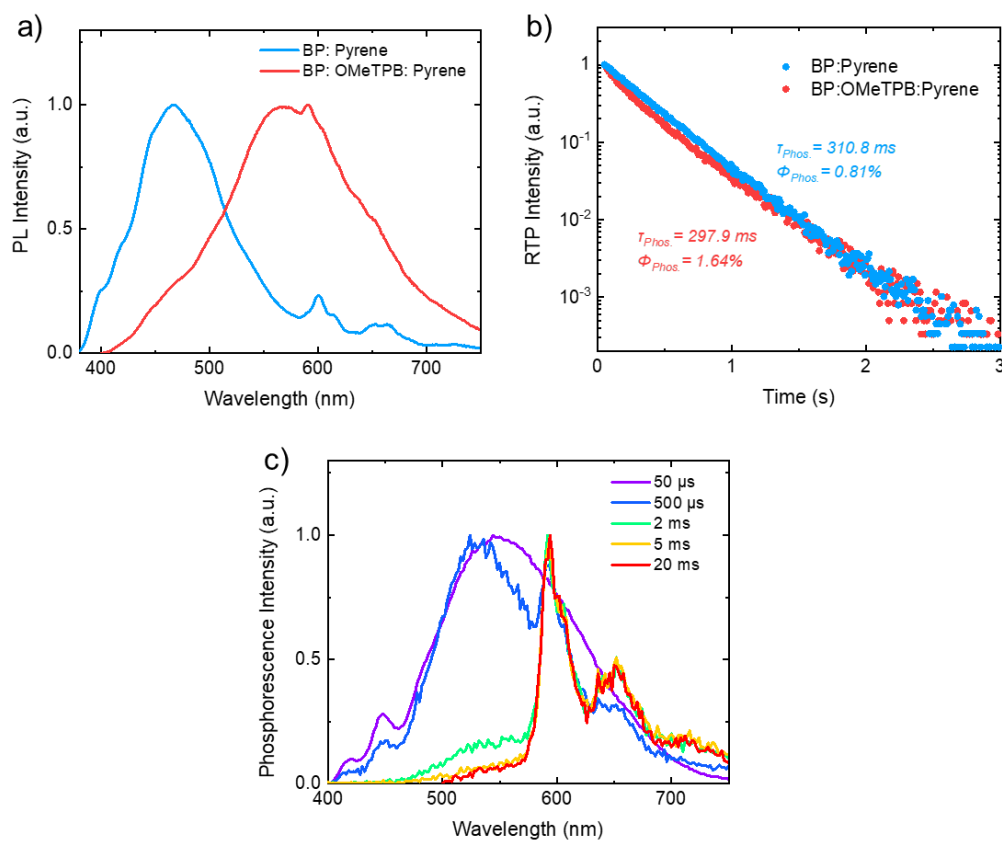 a)
BP: Pyrene
BP: OMeTPB: Pyrene
PL Intensity (a.u.)
1.0
0.5
0.0
400
500
600
700
Wavelength (nm)
b)
BP:Pyrene
BP:OMeTPB:Pyrene
τPhos.= 310.8 ms
ΦPhos.= 0.81%
τPhos.= 297.9 ms
ΦPhos.= 1.64%
RTP Intensity (a.u.)
1
10-1
10-2
10-3
0
1
2
3
Time (s)
c)
50 µs
500 µs
2 ms
5 ms
20 ms
Phosphorescence Intensity (a.u.)
1.0
0.5
0.0
400
500
600
700
Wavelength (nm)